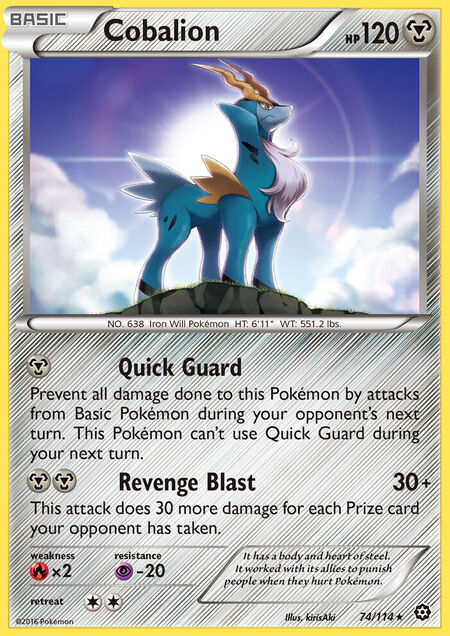 BASIC
Cobalion HP120
NO. 638 Iron Will Pokémon HT: 6'11" WT: 551.2 lbs.
Quick Guard
Prevent all damage done to this Pokémon by attacks
from Basic Pokémon during your opponent's next
turn. This Pokémon can't use Quick Guard during
your next turn.
Revenge Blast 30+
This attack does 30 more damage for each Prize card
your opponent has taken.
weakness resistance
×2 -20
retreat
It has a body and heart of steel.
It worked with its allies to punish
people when they hurt Pokémon.
©2016 Pokémon Illus. kirisAki 74/114 ★